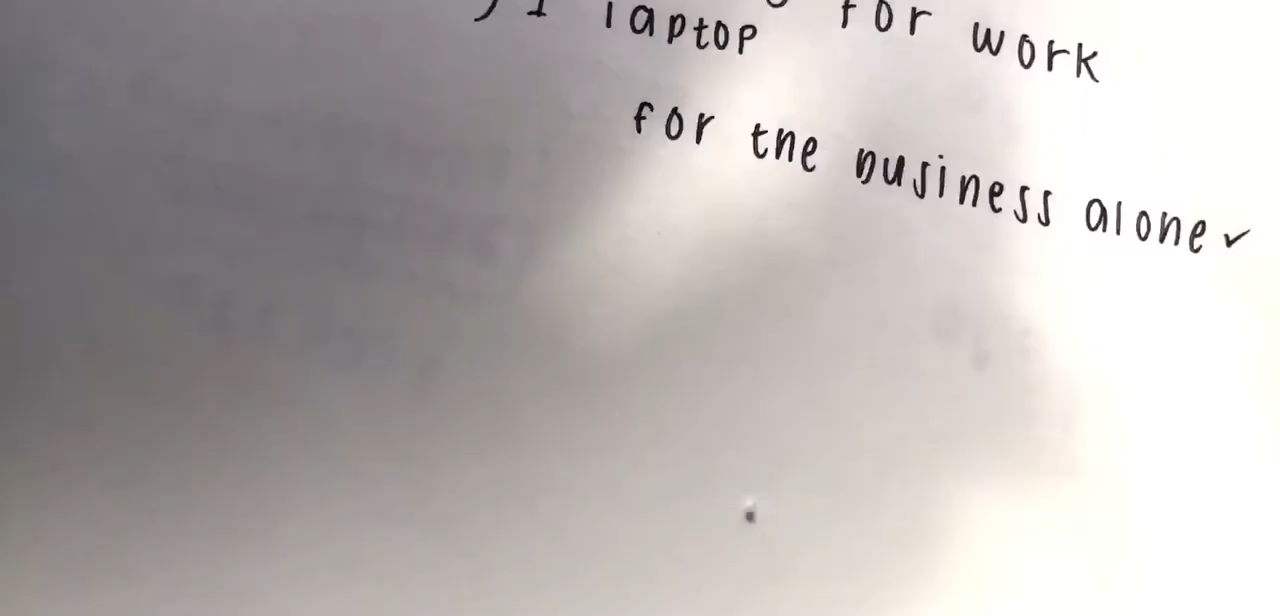 laptop for work
for the business alone ✓